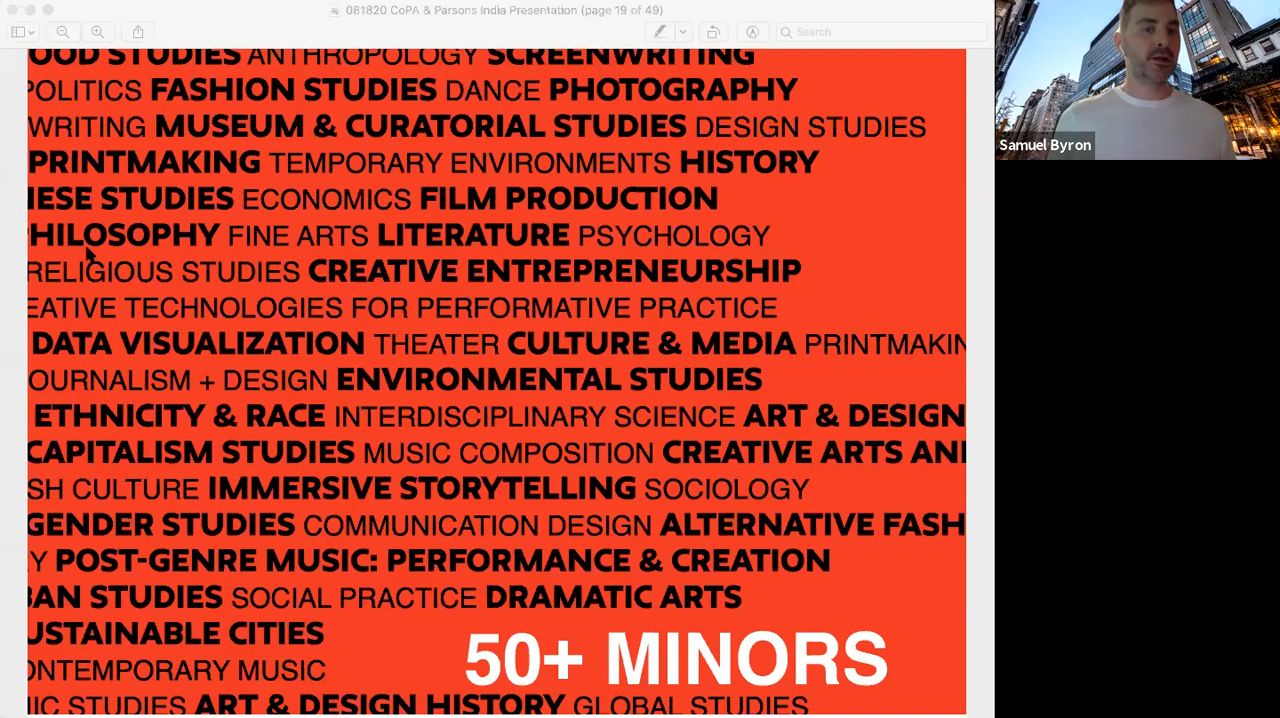 081820 CoPA & Parsons India Presentation (page 19 of 49)
Search
Samuel Byron
STUDIES ANTHROPOLOGY SCREENWRITING
POLITICS FASHION STUDIES DANCE PHOTOGRAPHY
WRITING MUSEUM & CURATORIAL STUDIES DESIGN STUDIES
PRINTMAKING TEMPORARY ENVIRONMENTS HISTORY
STUDIES ECONOMICS FILM PRODUCTION
PHILOSOPHY FINE ARTS LITERATURE PSYCHOLOGY
RELIGIOUS STUDIES CREATIVE ENTREPRENEURSHIP
EATIVE TECHNOLOGIES FOR PERFORMATIVE PRACTICE
DATA VISUALIZATION THEATER CULTURE & MEDIA PRINTMAKIN
OURNALISM + DESIGN ENVIRONMENTAL STUDIES
ETHNICITY & RACE INTERDISCIPLINARY SCIENCE ART & DESIGN
CAPITALISM STUDIES MUSIC COMPOSITION CREATIVE ARTS AN
SH CULTURE IMMERSIVE STORYTELLING SOCIOLOGY
GENDER STUDIES COMMUNICATION DESIGN ALTERNATIVE FASH
Y POST-GENRE MUSIC: PERFORMANCE & CREATION
BAN STUDIES SOCIAL PRACTICE DRAMATIC ARTS
USTAINABLE CITIES
ONTEMPORARY MUSIC
50+ MINORS
IC STUDIES ART & DESIGN HISTORY GLOBAL STUDIES